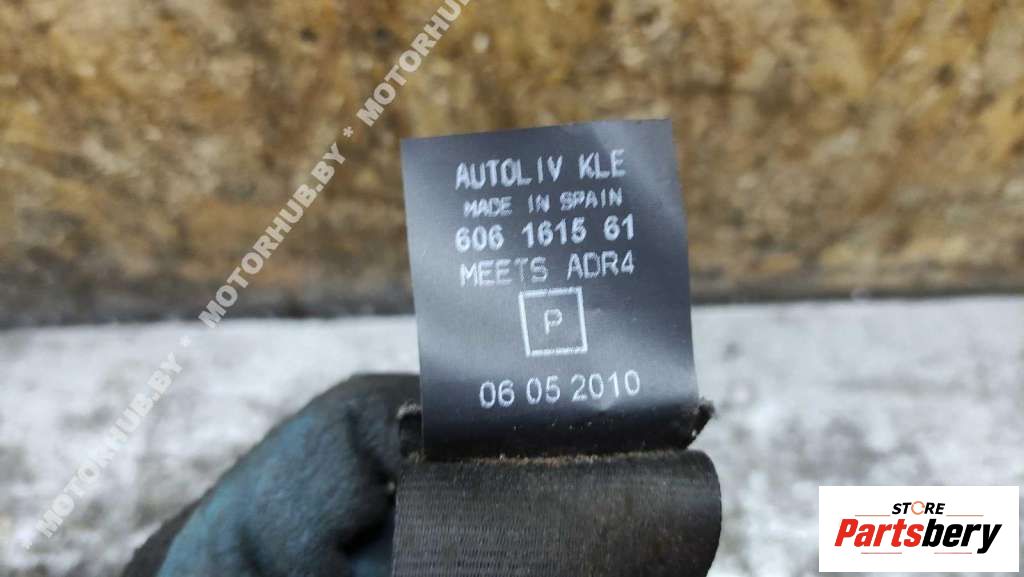 AUTOLIV KLE
MADE IN SPAIN
606 1615 61
MEETS ADR4
P
06 05 2010
MOTORHUB.BY * MOTORHUB.BY * MOTORHUB.BY * MOTORHUB.BY
STORE
Partsbery